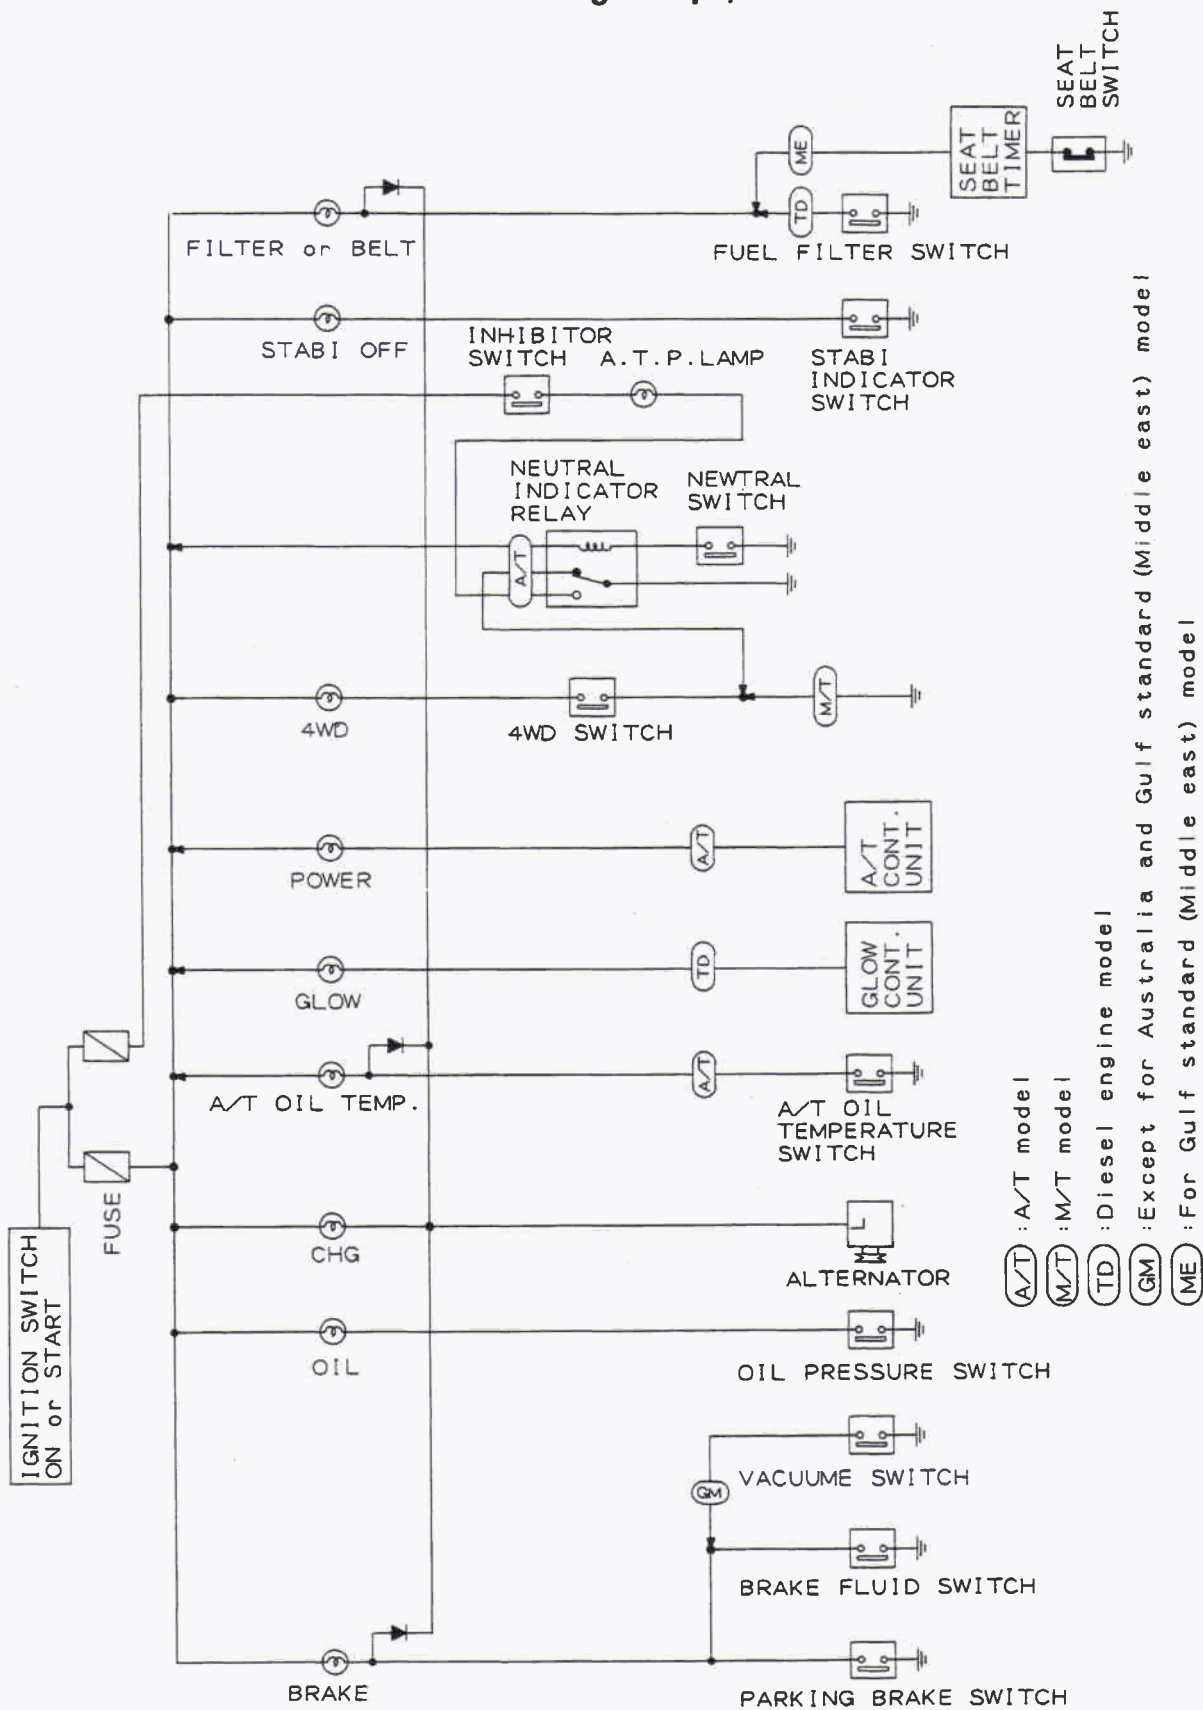 SEAT
BELT
SWITCH
SEAT
BELT
TIMER
ME
TD
FILTER or BELT
FUEL FILTER SWITCH
STABI OFF
INHIBITOR
SWITCH
A.T.P.LAMP
STABI
INDICATOR
SWITCH
NEUTRAL
INDICATOR
RELAY
NEWTRAL
SWITCH
A/T
4WD
4WD SWITCH
M/T
POWER
A/T
A/T
CONT.
UNIT
GLOW
TD
GLOW
CONT.
UNIT
A/T OIL TEMP.
A/T
A/T OIL
TEMPERATURE
SWITCH
FUSE
IGNITION SWITCH
ON or START
CHG
L
ALTERNATOR
OIL
OIL PRESSURE SWITCH
GM
VACUUME SWITCH
BRAKE FLUID SWITCH
BRAKE
PARKING BRAKE SWITCH
A/T :A/T model
M/T :M/T model
TD :Diesel engine model
GM :Except for Australia and Gulf standard (Middle east) model
ME :For Gulf standard (Middle east) model